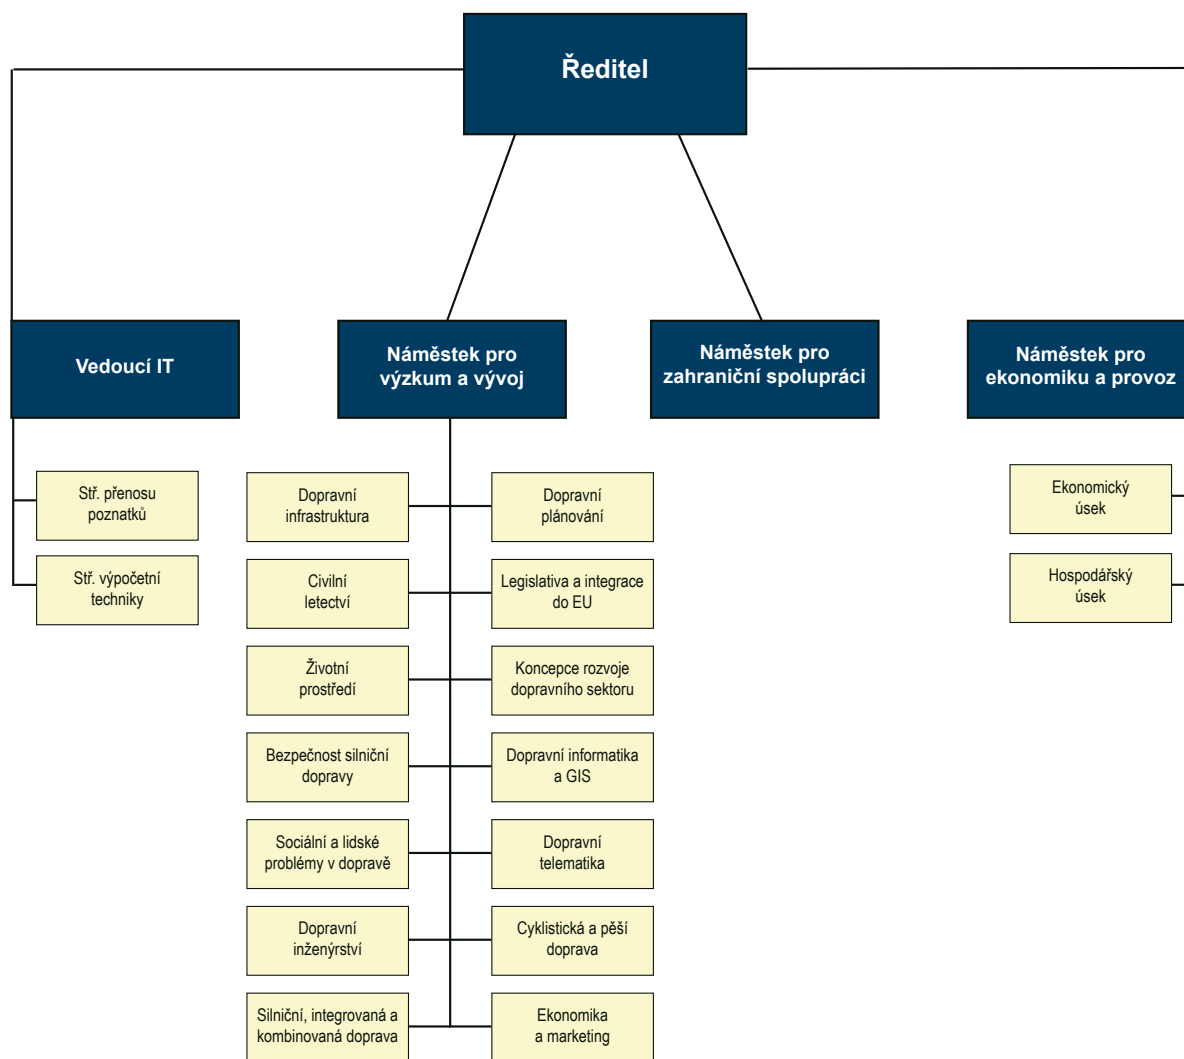 Ředitel
Vedoucí IT
Náměstek pro
výzkum a vývoj
Náměstek pro
zahraniční spolupráci
Náměstek pro
ekonomiku a provoz
Stř. přenosu
poznatků
Stř. výpočetní
techniky
Dopravní
infrastruktura
Dopravní
plánování
Civilní
letectví
Legislativa a integrace
do EU
Životní
prostředí
Koncepce rozvoje
dopravního sektoru
Bezpečnost silniční
dopravy
Dopravní informatika
a GIS
Sociální a lidské
problémy v dopravě
Dopravní
telematika
Dopravní
inženýrství
Cyklistická a pěší
doprava
Silniční, integrovaná a
kombinovaná doprava
Ekonomika
a marketing
Ekonomický
úsek
Hospodářský
úsek